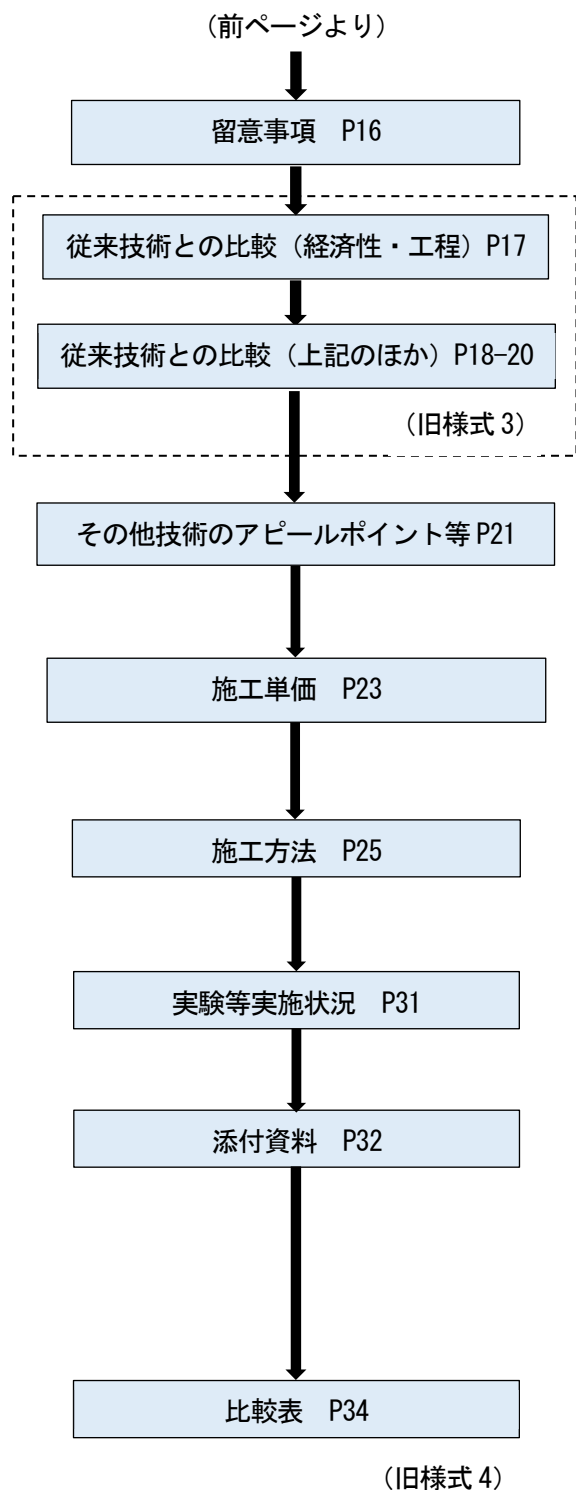 (前ページより)
留意事項　P16
従来技術との比較（経済性・工程）P17
従来技術との比較（上記のほか）P18-20
(旧様式 3)
その他技術のアピールポイント等 P21
施工単価　P23
施工方法　P25
実験等実施状況　P31
添付資料　P32
比較表　P34
(旧様式 4)